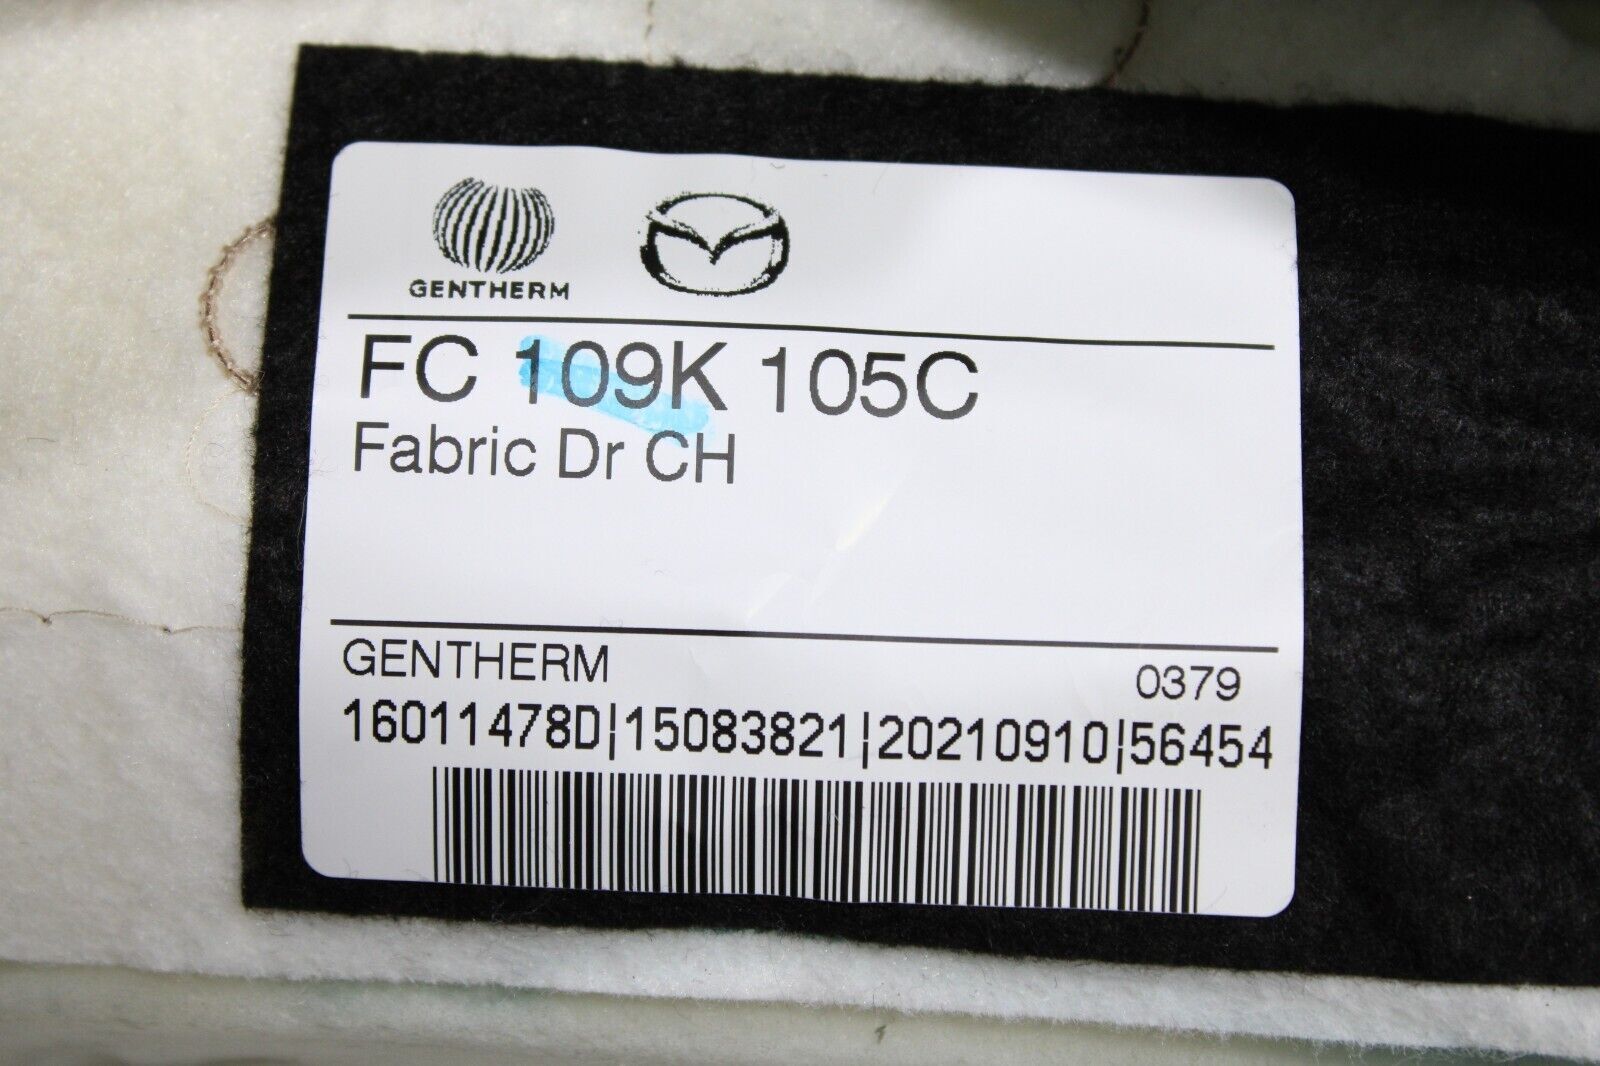 GENTHERM
FC 109K 105C
Fabric Dr CH
GENTHERM 0379
16011478D|15083821|20210910|56454